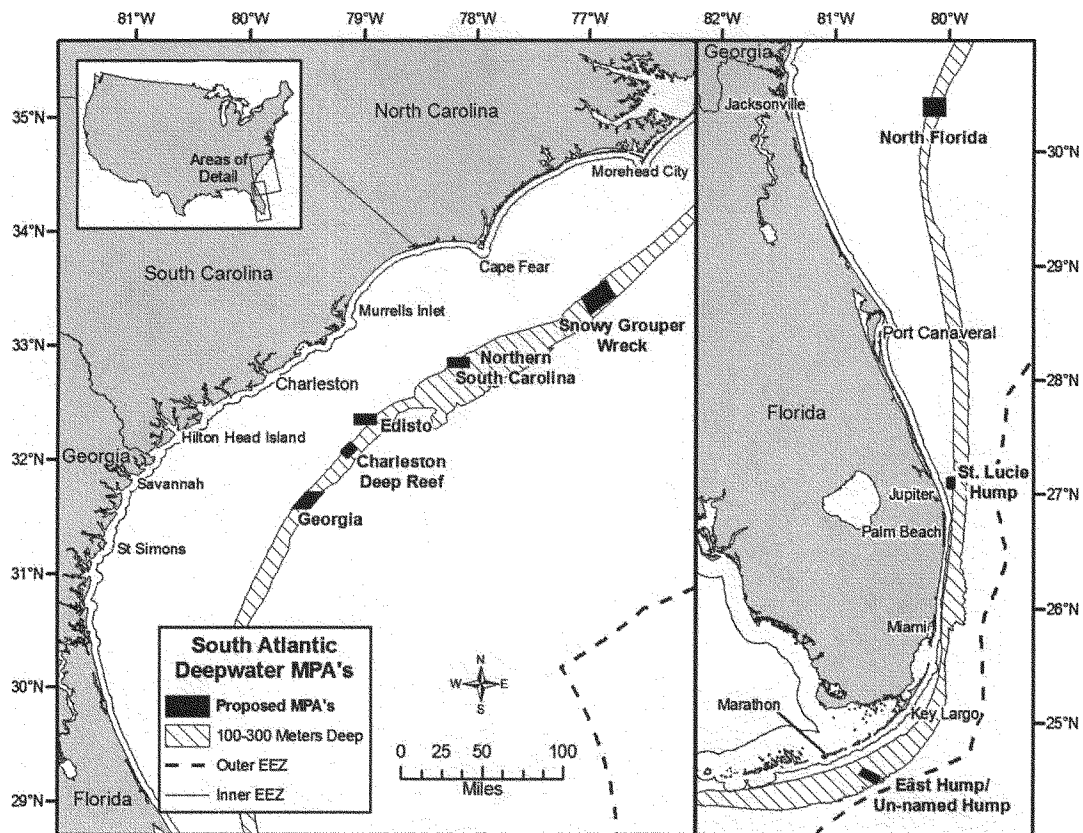 81°W
80°W
79°W
78°W
77°W
82°W
81°W
80°W
35°N
34°N
33°N
32°N
31°N
30°N
29°N
Areas of
Detail
North Carolina
Morehead City
South Carolina
Cape Fear
Murrells Inlet
Snowy Grouper
Wreck
Northern
South Carolina
Charleston
Edisto
Hilton Head Island
Georgia
Charleston
Deep Reef
Savannah
Georgia
St Simons
Florida
South Atlantic
Deepwater MPA's
Proposed MPA's
100-300 Meters Deep
Outer EEZ
Inner EEZ
N
W
E
S
0
25
50
100
Miles
Georgia
Jacksonville
North Florida
Port Canaveral
Florida
St. Lucie
Hump
Jupiter
Palm Beach
Miami
Marathon
Key Largo
East Hump/
Un-named Hump
30°N
29°N
28°N
27°N
26°N
25°N